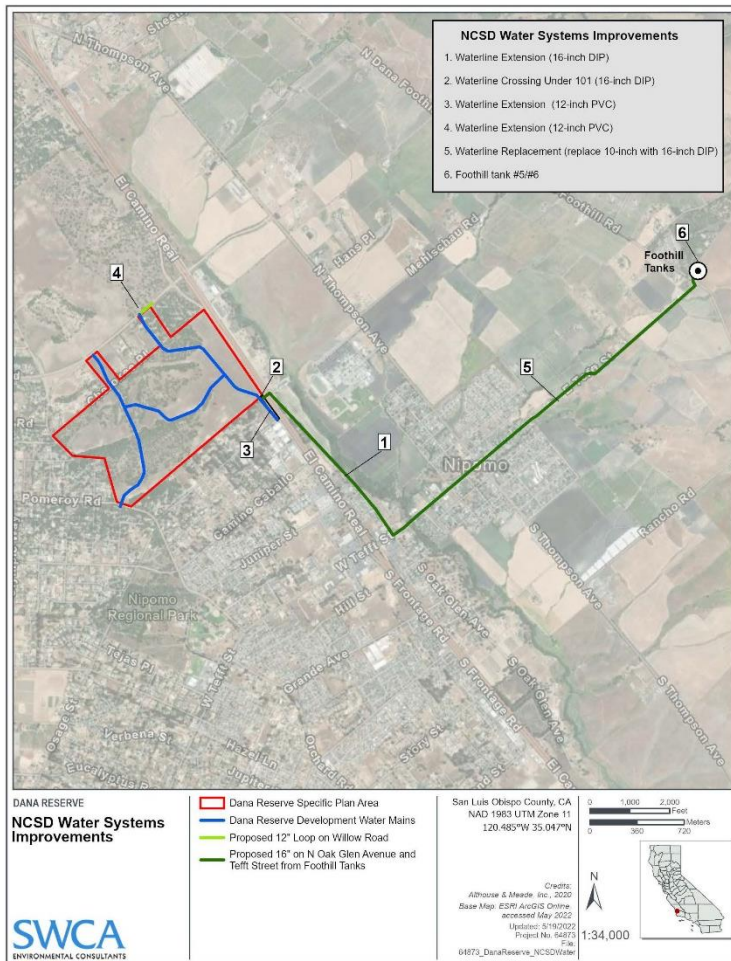 NCSD Water Systems Improvements
1. Waterline Extension (16-inch DIP)
2. Waterline Crossing Under 101 (16-inch DIP)
3. Waterline Extension (12-inch PVC)
4. Waterline Extension (12-inch PVC)
5. Waterline Replacement (replace 10-inch with 16-inch DIP)
6. Foothill tank #5/#6
N Thompson Ave
N Dana Foothill Rd
El Camino Real
Hans Pl
Mehlschau Rd
N Thompson Ave
6
Foothill
Tanks
4
5
2
3
1
Nipomo
El Camino Real
Pomeroy Rd
Camino Caballo
Juniper St
W Tefft St
Hill St
S Frontage Rd
S Oak Glen Ave
S Thompson Ave
Rancho Rd
Nipomo
Regional Park
Tejas Pl
W Tefft St
Grande Ave
Osage St
Verbena St
Hazel Ln
Orchard Rd
Story St
S Frontage Rd
S Oak Glen Ave
S Thompson Ave
DANA RESERVE
NCSD Water Systems
Improvements
SWCA
ENVIRONMENTAL CONSULTANTS
Dana Reserve Specific Plan Area
Dana Reserve Development Water Mains
Proposed 12" Loop on Willow Road
Proposed 16" on N Oak Glen Avenue and
Tefft Street from Foothill Tanks
San Luis Obispo County, CA
NAD 1983 UTM Zone 11
120.485°W 35.047°N
Credits:
Althouse & Meade, Inc., 2020
Base Map: ESRI ArcGIS Online,
accessed May 2022
Updated: 5/19/2022
Project No. 64873
File:
64873_DanaReserve_NCSDWater
0 1,000 2,000
Feet
Meters
0 360 720
N
1:34,000